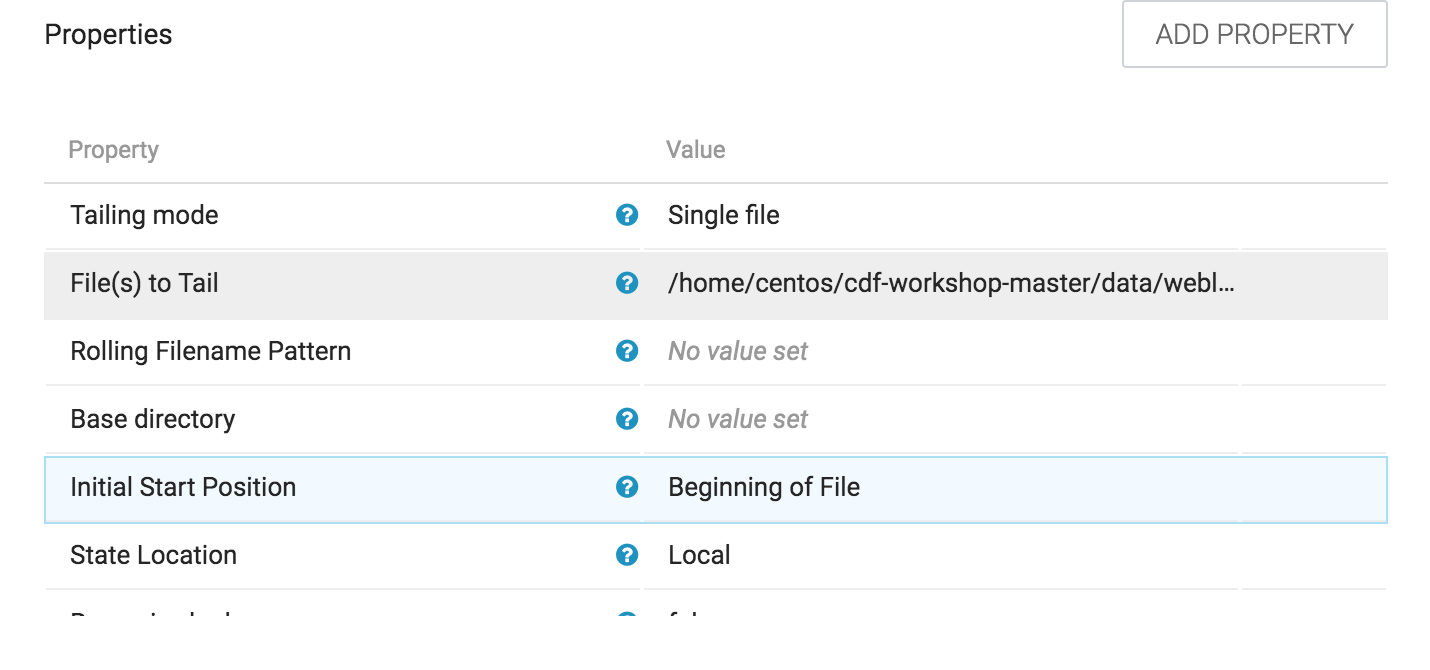 Properties
ADD PROPERTY
Property Value
Tailing mode ? Single file
File(s) to Tail ? /home/centos/cdf-workshop-master/data/webl...
Rolling Filename Pattern ? No value set
Base directory ? No value set
Initial Start Position ? Beginning of File
State Location ? Local